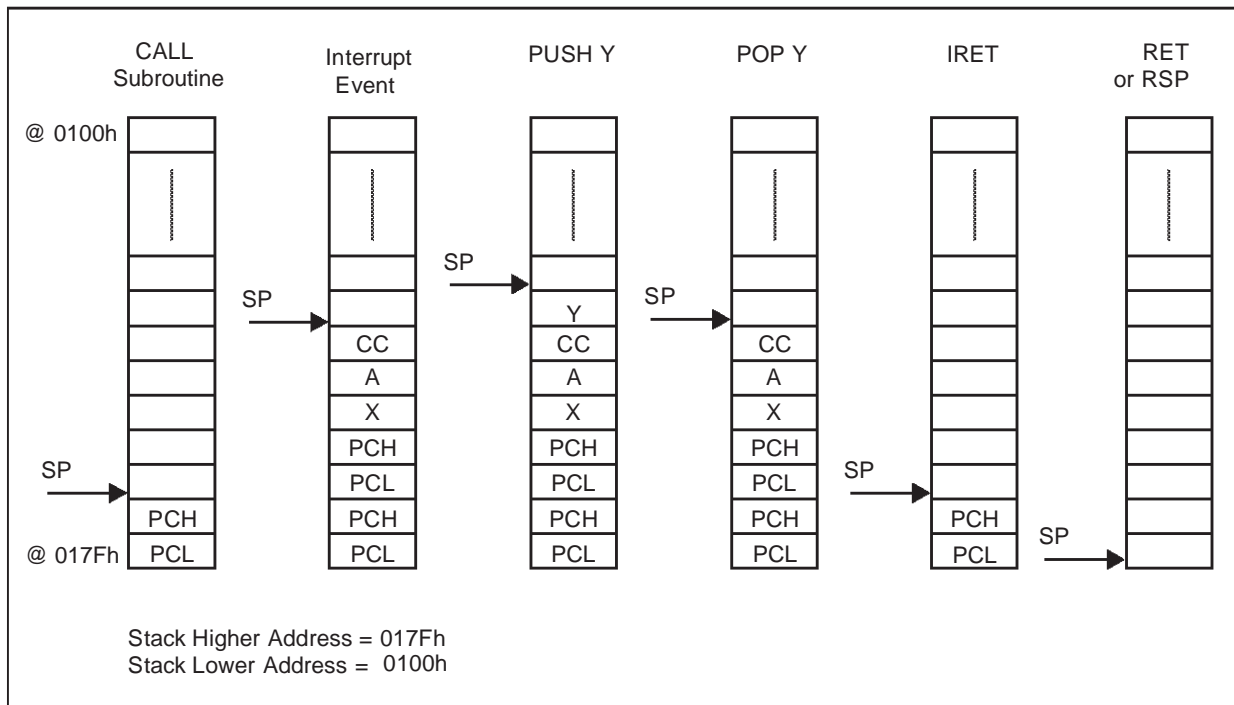 CALL
Subroutine
Interrupt
Event
PUSH Y
POP Y
IRET
RET
or RSP
@ 0100h
SP
SP
SP
Y
CC
CC
CC
A
A
A
X
X
X
PCH
PCH
PCH
SP
SP
PCL
PCL
PCL
PCH
PCH
PCH
PCH
PCH
SP
@ 017Fh
PCL
PCL
PCL
PCL
PCL
Stack Higher Address = 017Fh
Stack Lower Address = 0100h